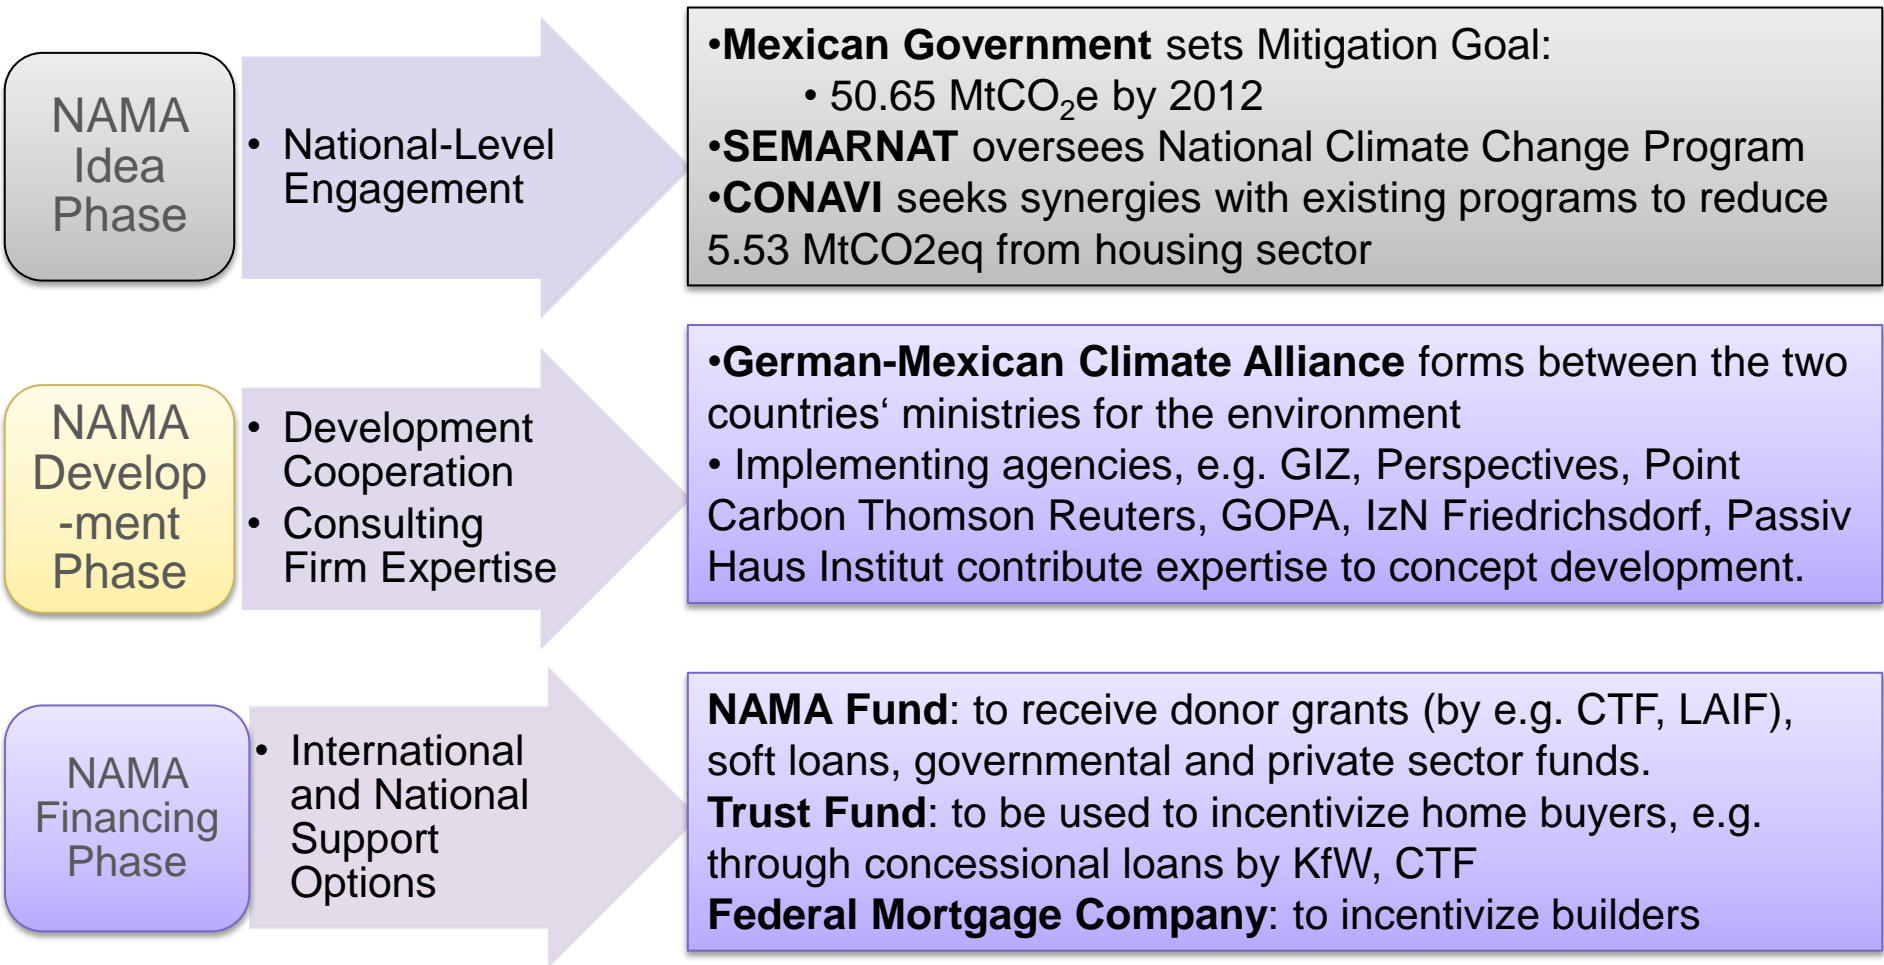 NAMA
Idea
Phase
• National-Level
Engagement
•Mexican Government sets Mitigation Goal:
• 50.65 MtCO₂e by 2012
•SEMARNAT oversees National Climate Change Program
•CONAVI seeks synergies with existing programs to reduce
5.53 MtCO2eq from housing sector
NAMA
Develop
-ment
Phase
• Development
Cooperation
• Consulting
Firm Expertise
•German-Mexican Climate Alliance forms between the two
countries‘ ministries for the environment
• Implementing agencies, e.g. GIZ, Perspectives, Point
Carbon Thomson Reuters, GOPA, IzN Friedrichsdorf, Passiv
Haus Institut contribute expertise to concept development.
NAMA
Financing
Phase
• International
and National
Support
Options
NAMA Fund: to receive donor grants (by e.g. CTF, LAIF),
soft loans, governmental and private sector funds.
Trust Fund: to be used to incentivize home buyers, e.g.
through concessional loans by KfW, CTF
Federal Mortgage Company: to incentivize builders